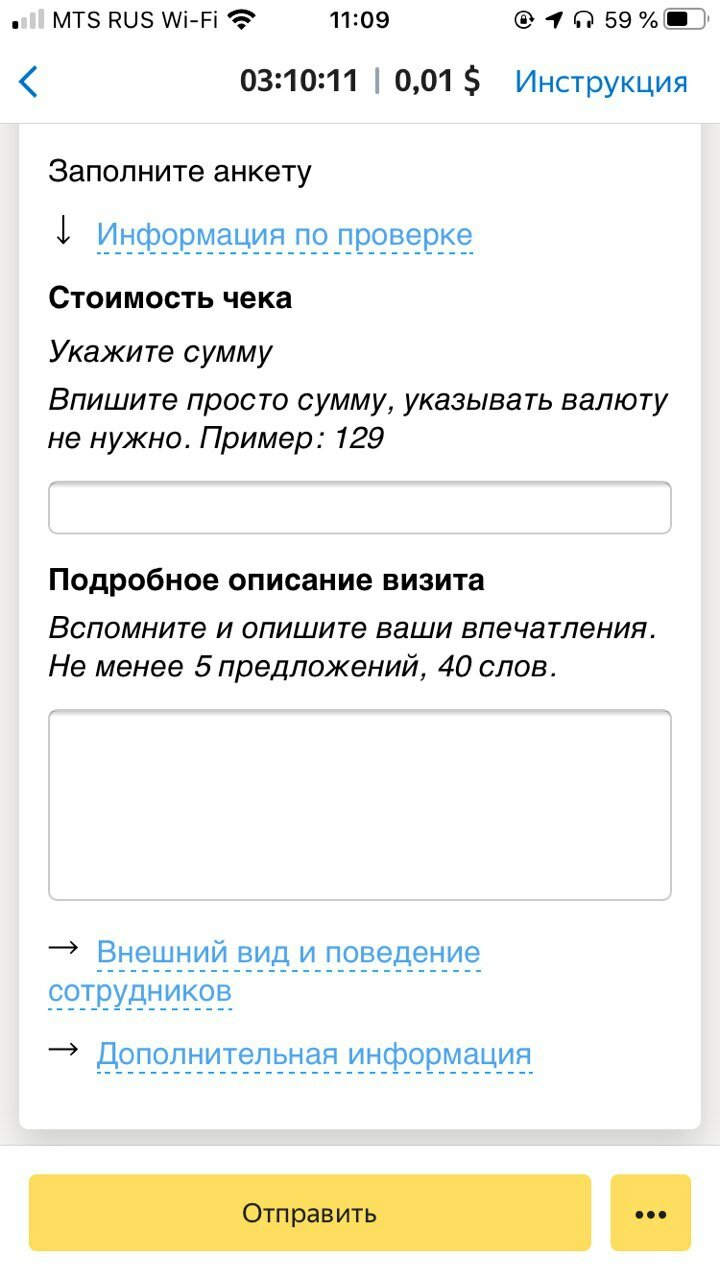 MTS RUS Wi-Fi 11:09 59 %
03:10:11 | 0,01 $ Инструкция
Заполните анкету
↓ Информация по проверке
Стоимость чека
Укажите сумму
Впишите просто сумму, указывать валюту
не нужно. Пример: 129
Подробное описание визита
Вспомните и опишите ваши впечатления.
Не менее 5 предложений, 40 слов.
→ Внешний вид и поведение
сотрудников
→ Дополнительная информация
Отправить